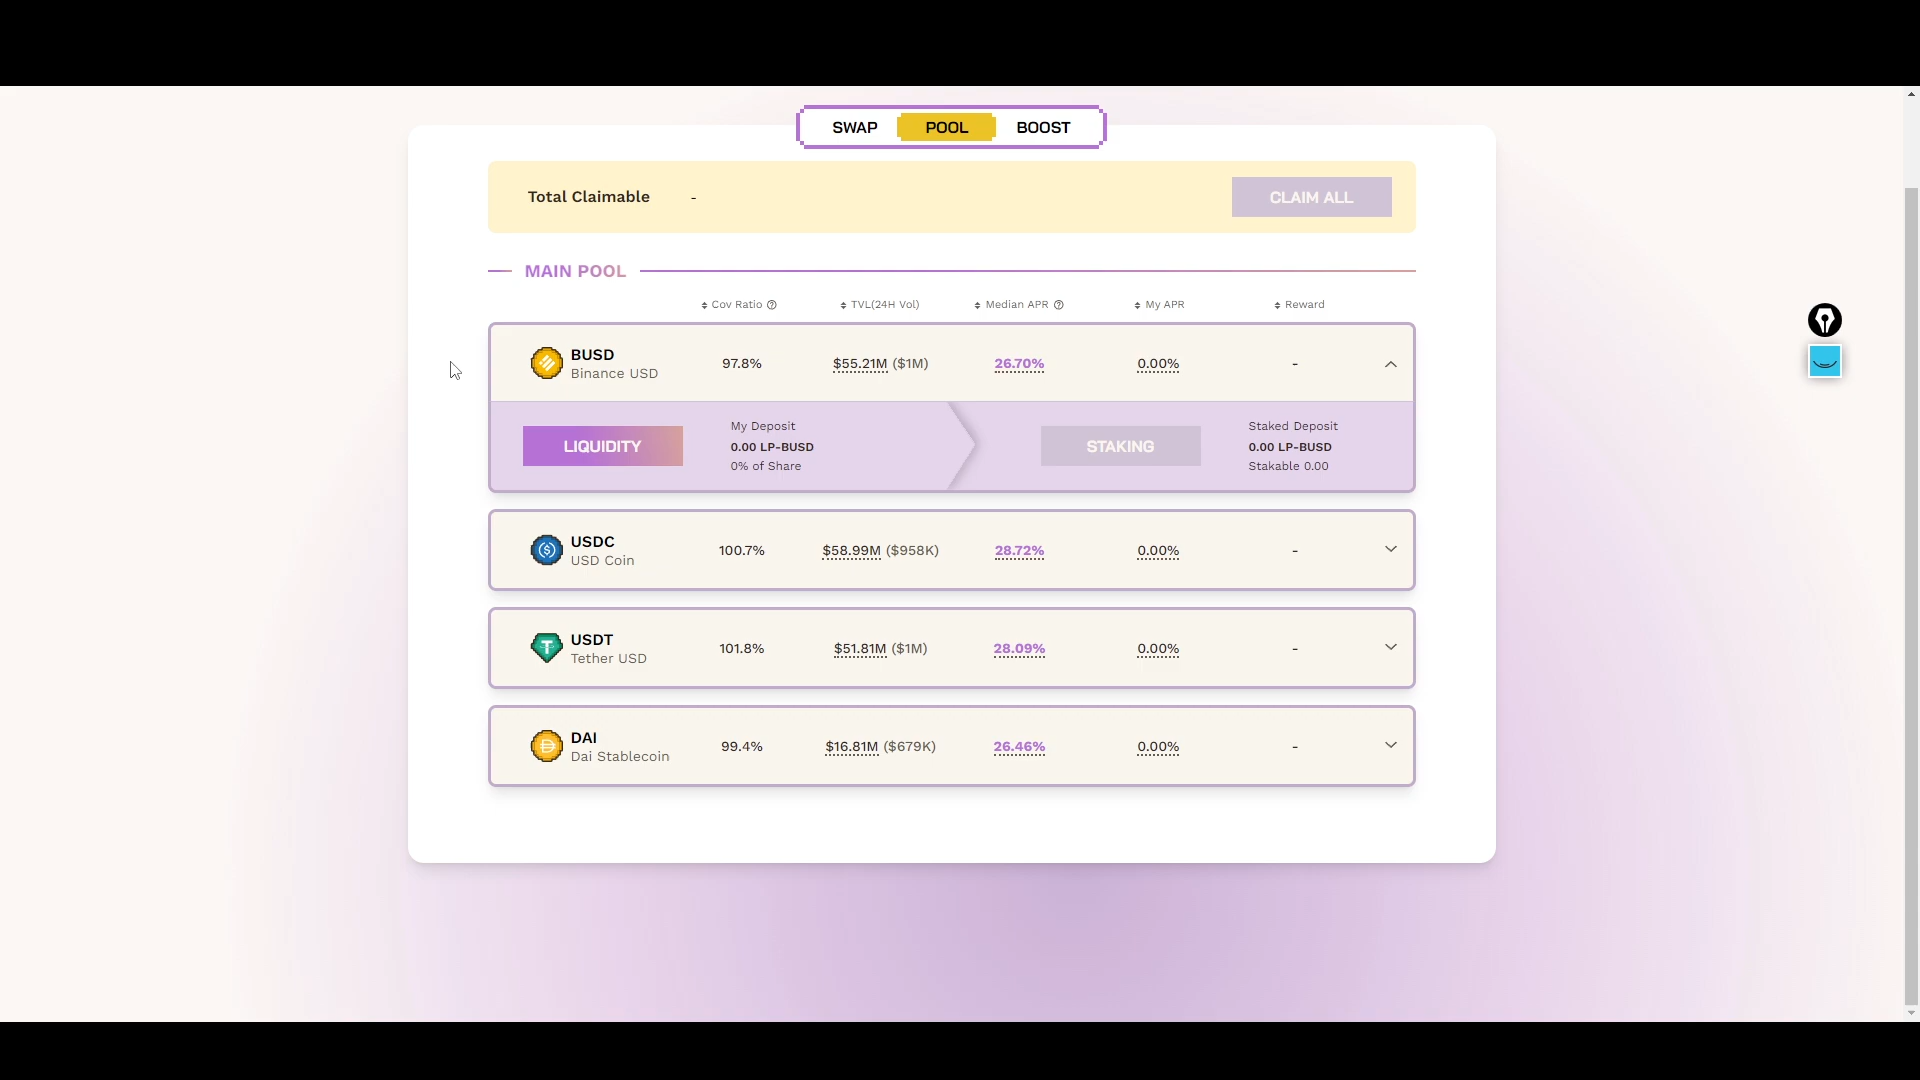 SWAP POOL BOOST
Total Claimable - CLAIM ALL
MAIN POOL
Cov Ratio TVL(24H Vol) Median APR My APR Reward
BUSD
Binance USD
97.8% $55.21M ($1M) 26.70% 0.00% -
LIQUIDITY
My Deposit
0.00 LP-BUSD
0% of Share
STAKING
Staked Deposit
0.00 LP-BUSD
Stakable 0.00
USDC
USD Coin
100.7% $58.99M ($958K) 28.72% 0.00% -
USDT
Tether USD
101.8% $51.81M ($1M) 28.09% 0.00% -
DAI
Dai Stablecoin
99.4% $16.81M ($679K) 26.46% 0.00% -